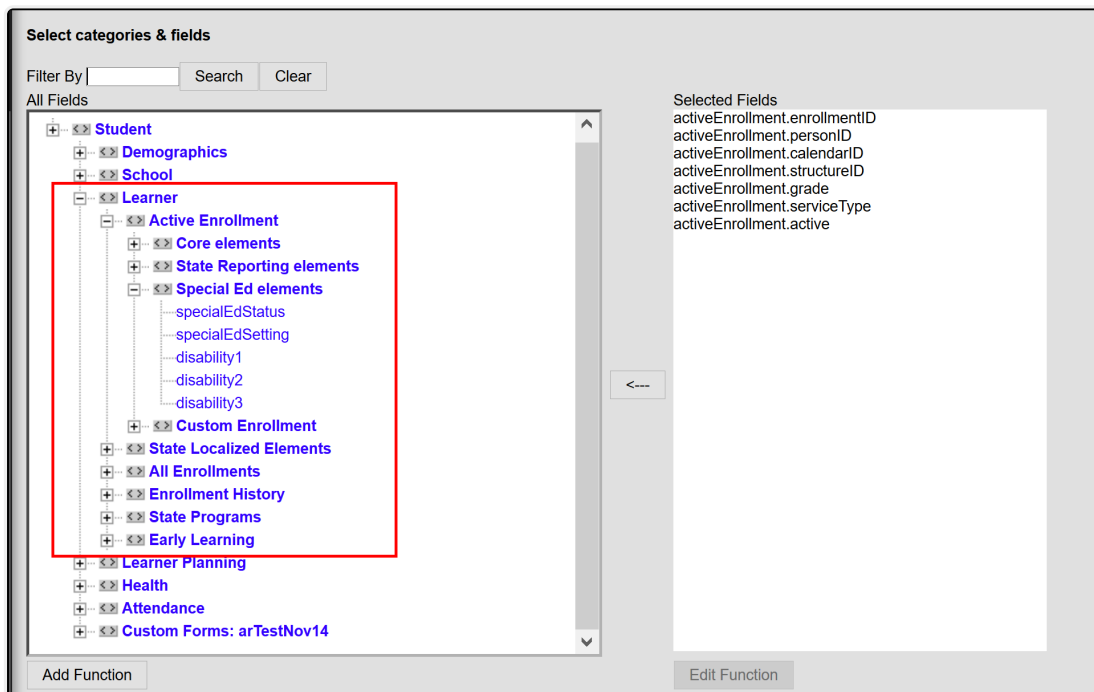 Select categories & fields
Filter By
Search
Clear
All Fields
Student
Demographics
School
Learner
Active Enrollment
Core elements
State Reporting elements
Special Ed elements
specialEdStatus
specialEdSetting
disability1
disability2
disability3
Custom Enrollment
State Localized Elements
All Enrollments
Enrollment History
State Programs
Early Learning
Learner Planning
Health
Attendance
Custom Forms: arTestNov14
Add Function
<---
Selected Fields
activeEnrollment.enrollmentID
activeEnrollment.personID
activeEnrollment.calendarID
activeEnrollment.structureID
activeEnrollment.grade
activeEnrollment.serviceType
activeEnrollment.active
Edit Function